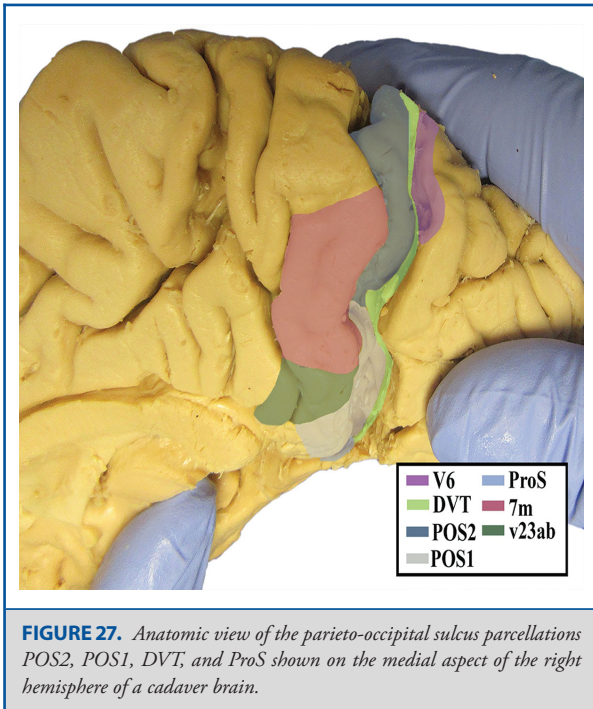 V6
ProS
DVT
7m
POS2
v23ab
POS1
FIGURE 27. Anatomic view of the parieto-occipital sulcus parcellations
POS2, POS1, DVT, and ProS shown on the medial aspect of the right
hemisphere of a cadaver brain.